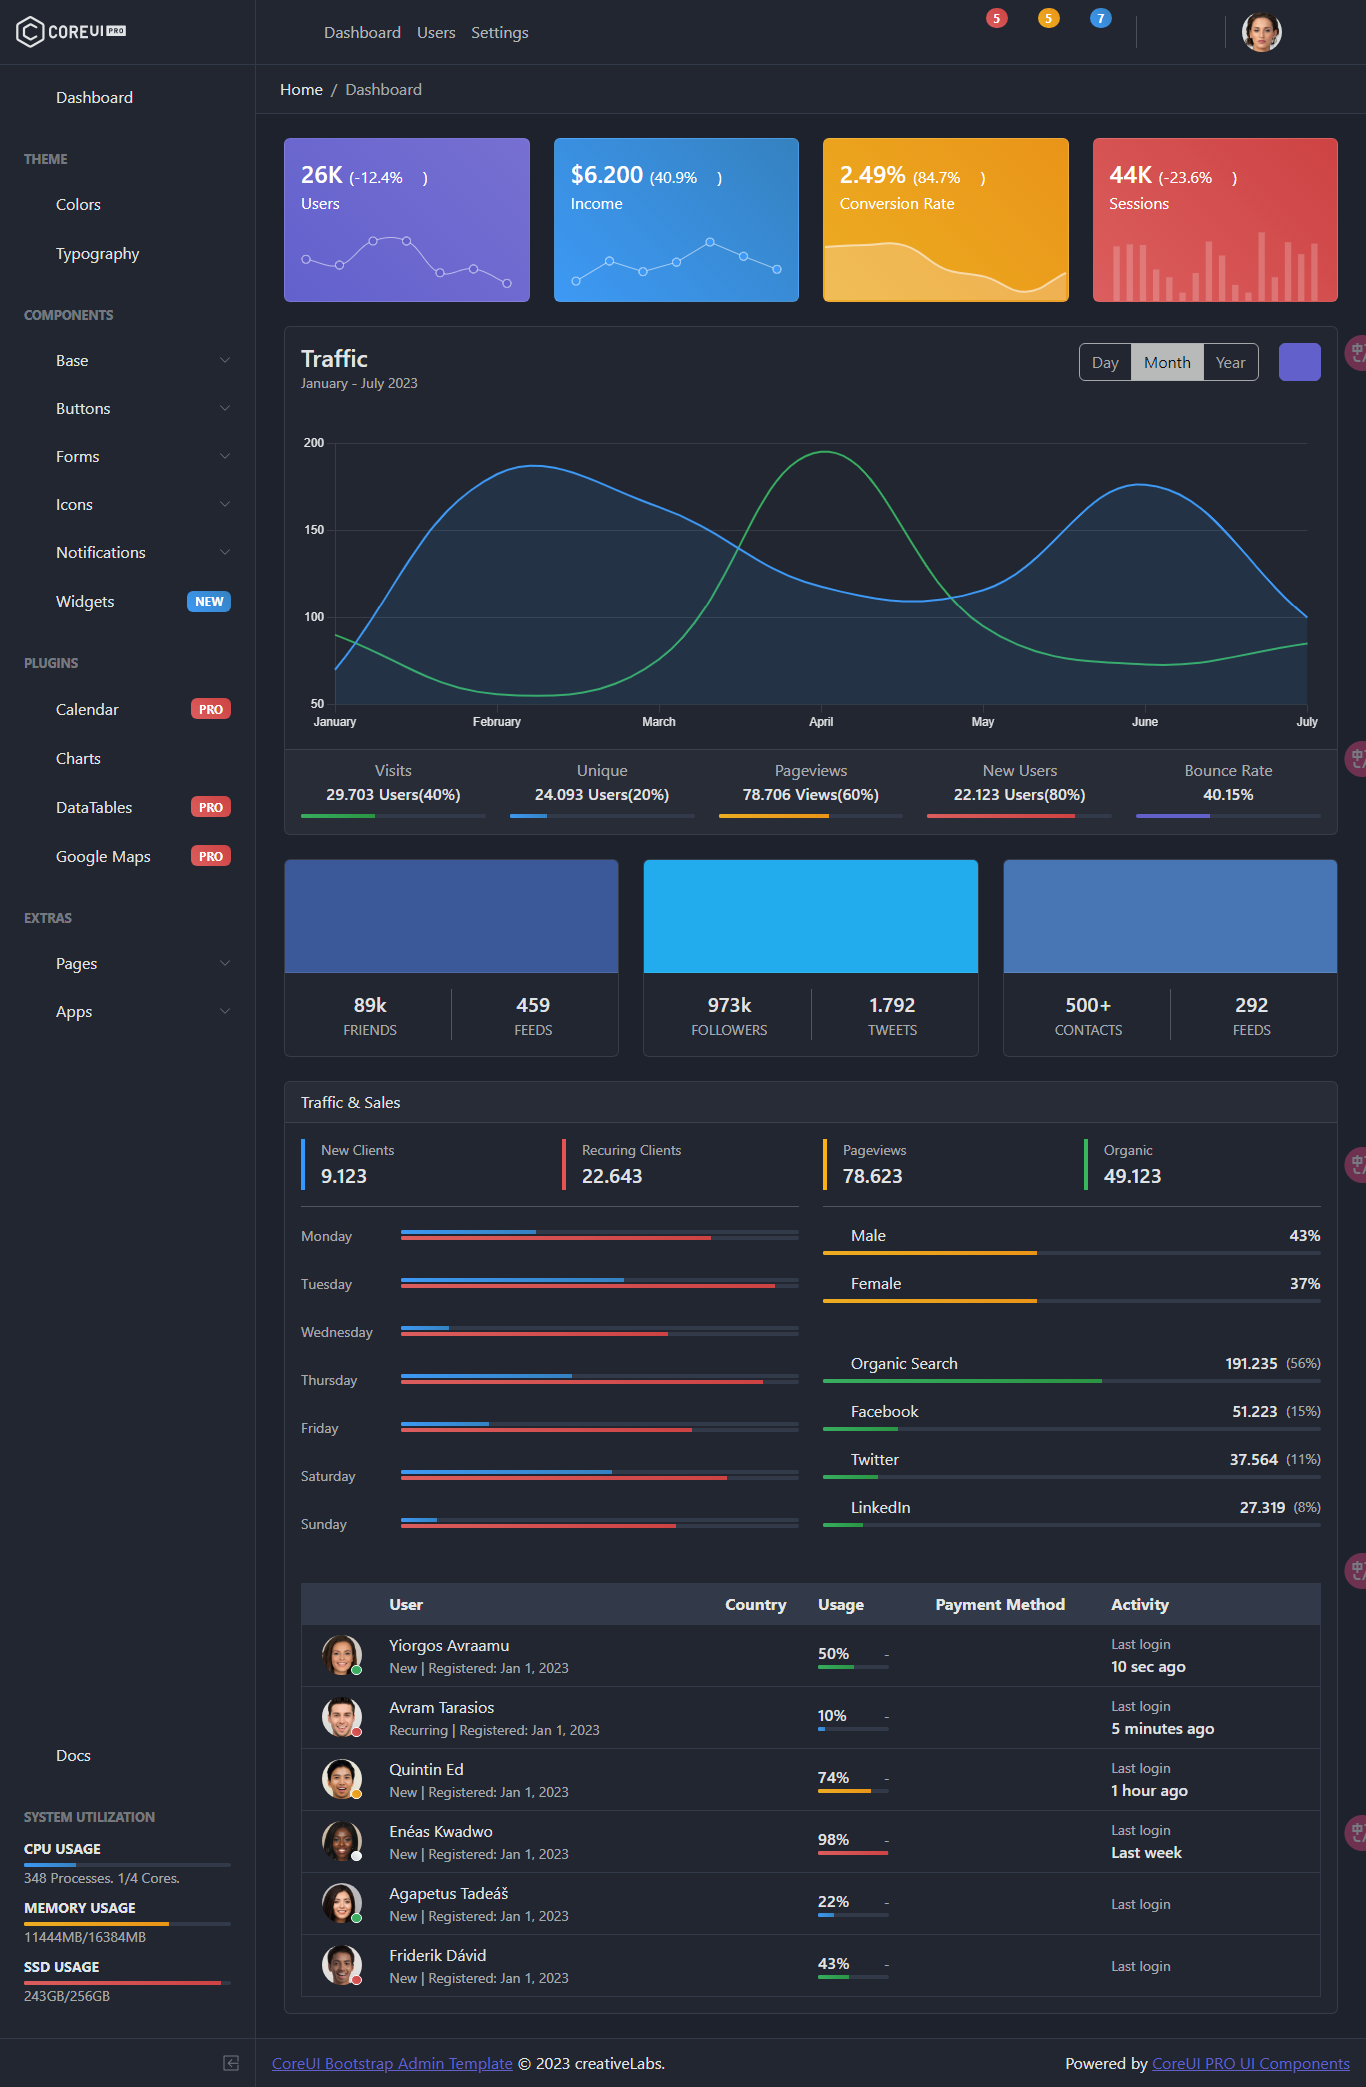 COREUI PRO
Dashboard Users Settings
5 5 7
Home / Dashboard
Dashboard
THEME
Colors
Typography
COMPONENTS
Base
Buttons
Forms
Icons
Notifications
Widgets NEW
PLUGINS
Calendar PRO
Charts
DataTables PRO
Google Maps PRO
EXTRAS
Pages
Apps
Docs
SYSTEM UTILIZATION
CPU USAGE
348 Processes. 1/4 Cores.
MEMORY USAGE
11444MB/16384MB
SSD USAGE
243GB/256GB
26K (-12.4% )
Users
$6.200 (40.9% )
Income
2.49% (84.7% )
Conversion Rate
44K (-23.6% )
Sessions
Traffic
January - July 2023
Day Month Year
200
150
100
50
January February March April May June July
Visits
29.703 Users(40%)
Unique
24.093 Users(20%)
Pageviews
78.706 Views(60%)
New Users
22.123 Users(80%)
Bounce Rate
40.15%
89k
FRIENDS
459
FEEDS
973k
FOLLOWERS
1.792
TWEETS
500+
CONTACTS
292
FEEDS
Traffic & Sales
New Clients
9.123
Recuring Clients
22.643
Pageviews
78.623
Organic
49.123
Monday
Tuesday
Wednesday
Thursday
Friday
Saturday
Sunday
Male 43%
Female 37%
Organic Search 191.235 (56%)
Facebook 51.223 (15%)
Twitter 37.564 (11%)
LinkedIn 27.319 (8%)
User Country Usage Payment Method Activity
Yiorgos Avraamu
New | Registered: Jan 1, 2023
50% -
Last login
10 sec ago
Avram Tarasios
Recurring | Registered: Jan 1, 2023
10% -
Last login
5 minutes ago
Quintin Ed
New | Registered: Jan 1, 2023
74% -
Last login
1 hour ago
Enéas Kwadwo
New | Registered: Jan 1, 2023
98% -
Last login
Last week
Agapetus Tadeáš
New | Registered: Jan 1, 2023
22% -
Last login
Friderik Dávid
New | Registered: Jan 1, 2023
43% -
Last login
CoreUI Bootstrap Admin Template © 2023 creativeLabs.
Powered by CoreUI PRO UI Components